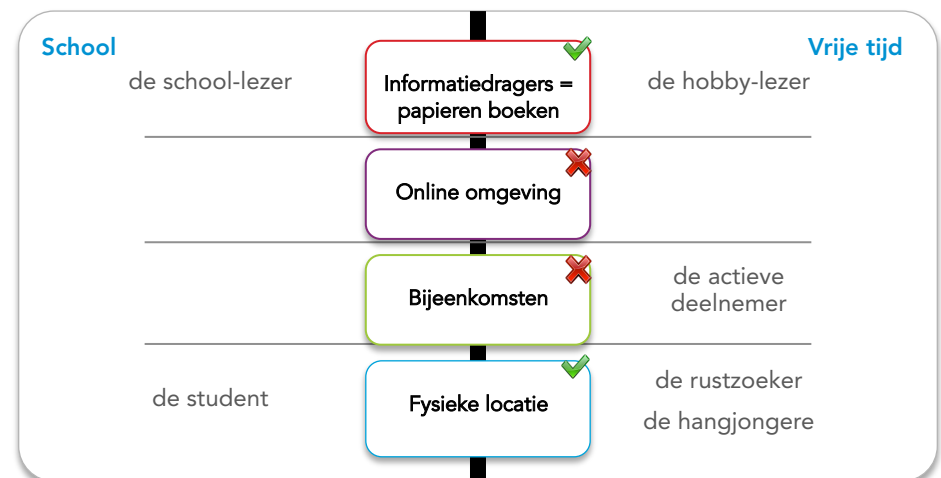 School
Vrije tijd
de school-lezer
Informatiedragers =
papieren boeken
de hobby-lezer
Online omgeving
Bijeenkomsten
de actieve
deelnemer
de student
Fysieke locatie
de rustzoeker
de hangjongere